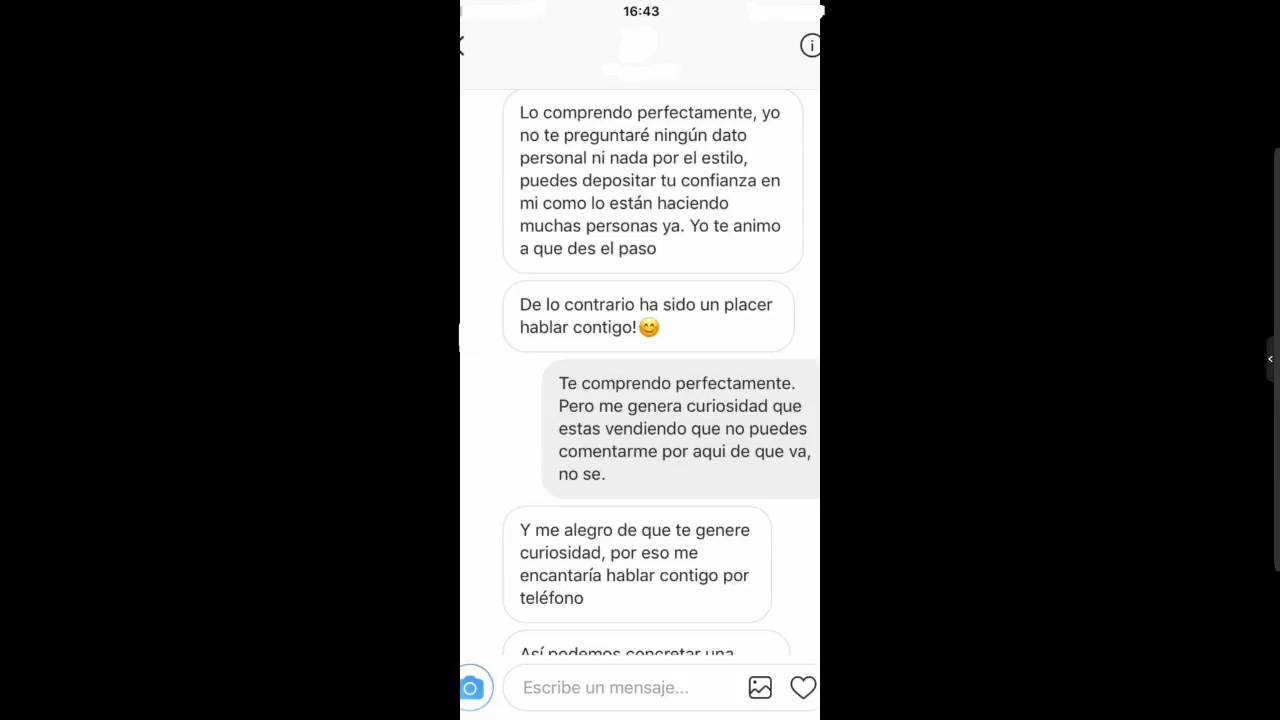 16:43
Lo comprendo perfectamente, yo
no te preguntaré ningún dato
personal ni nada por el estilo,
puedes depositar tu confianza en
mi como lo están haciendo
muchas personas ya. Yo te animo
a que des el paso
De lo contrario ha sido un placer
hablar contigo!😊
Te comprendo perfectamente.
Pero me genera curiosidad que
estas vendiendo que no puedes
comentarme por aqui de que va,
no se.
Y me alegro de que te genere
curiosidad, por eso me
encantaría hablar contigo por
teléfono
Así podemos concretar una
Escribe un mensaje...